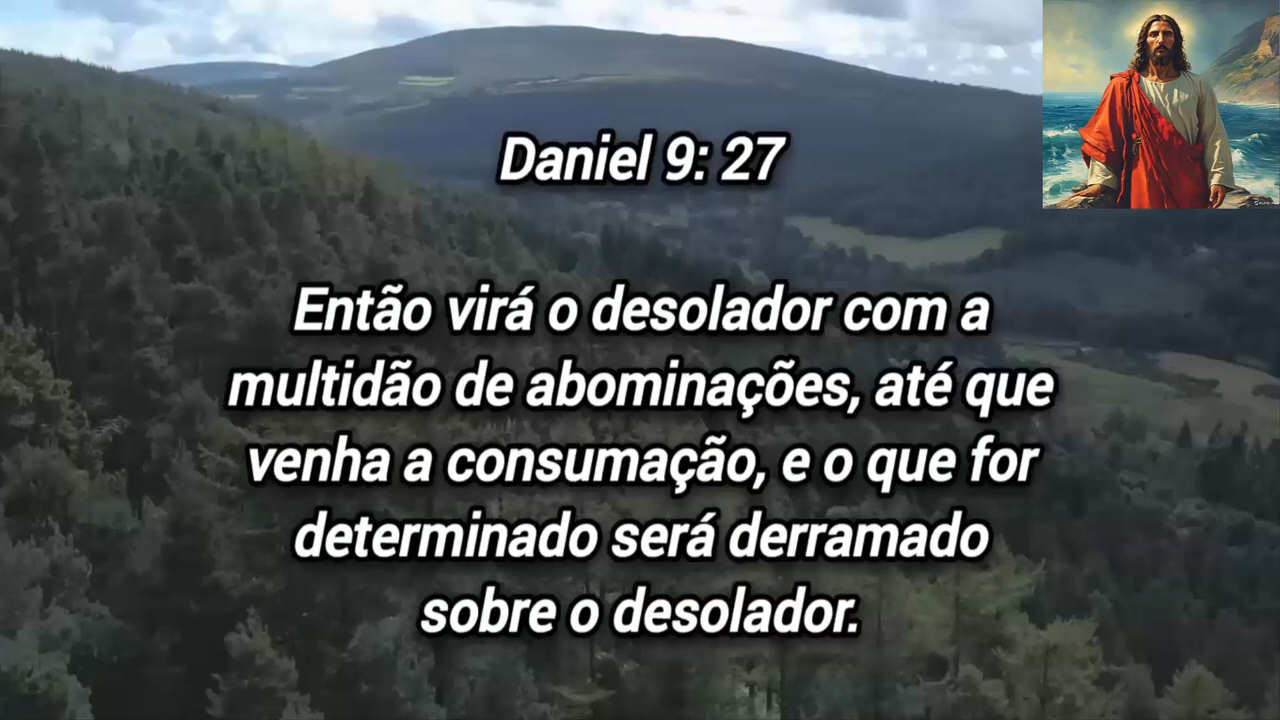 Daniel 9: 27
Então virá o desolador com a
multidão de abominações, até que
venha a consumação, e o que for
determinado será derramado
sobre o desolador.